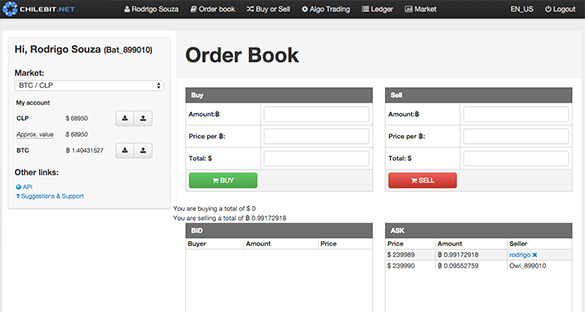 CHILEBIT.NET Rodrigo Souza Order book Buy or Sell Algo Trading Ledger Market EN_US Logout
Hi, Rodrigo Souza (Bat_899010)
Market:
BTC / CLP
My account
CLP $ 68950
Approx. value $ 68950
BTC ฿ 1.40431527
Other links:
API
? Suggestions & Support
Order Book
Buy
Amount:฿
Price per ฿:
Total: $
BUY
Sell
Amount:฿
Price per ฿:
Total: $
SELL
You are buying a total of $ 0
You are selling a total of ฿ 0.99172918
BID
Buyer Amount Price
ASK
Price Amount Seller
$ 239989 ฿ 0.99172918 rodrigo ✖
$ 239990 ฿ 0.09552759 Owl_899010